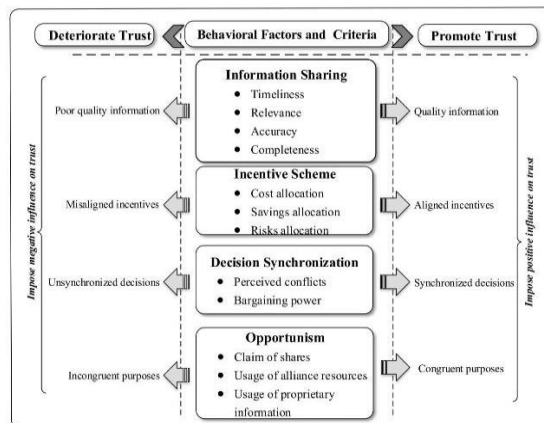 Deteriorate Trust
Behavioral Factors and Criteria
Promote Trust
Information Sharing
Timeliness
Relevance
Accuracy
Completeness
Poor quality information
Quality information
Incentive Scheme
Cost allocation
Savings allocation
Risks allocation
Misaligned incentives
Aligned incentives
Decision Synchronization
Perceived conflicts
Bargaining power
Unsynchronized decisions
Synchronized decisions
Opportunism
Claim of shares
Usage of alliance resources
Usage of proprietary
information
Incongruent purposes
Congruent purposes
Impose negative influence on trust
Impose positive influence on trust